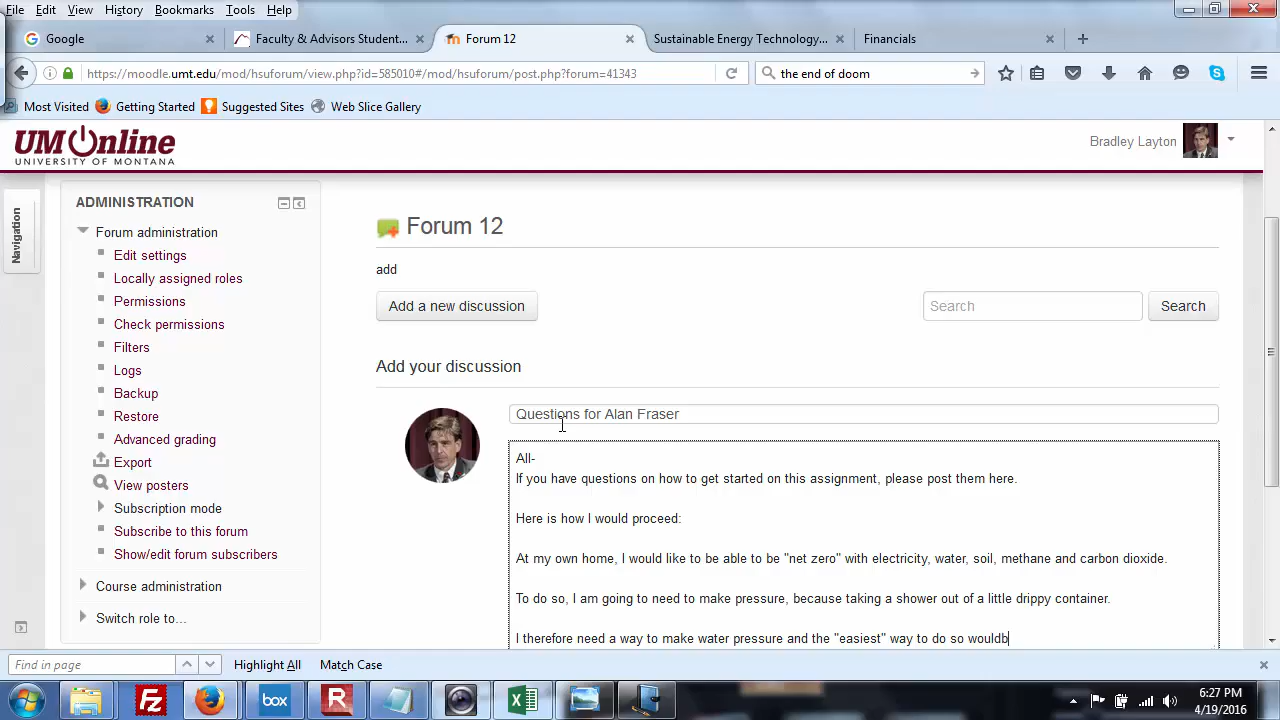 File Edit View History Bookmarks Tools Help
Google
Faculty & Advisors Student...
Forum 12
Sustainable Energy Technology...
Financials
https://moodle.umt.edu/mod/hsuforum/view.php?id=585010#/mod/hsuforum/post.php?forum=41343
the end of doom
Most Visited
Getting Started
Suggested Sites
Web Slice Gallery
UM Online
UNIVERSITY OF MONTANA
Bradley Layton
Navigation
ADMINISTRATION
Forum administration
Edit settings
Locally assigned roles
Permissions
Check permissions
Filters
Logs
Backup
Restore
Advanced grading
Export
View posters
Subscription mode
Subscribe to this forum
Show/edit forum subscribers
Course administration
Switch role to...
Forum 12
add
Add a new discussion
Search
Search
Add your discussion
Questions for Alan Fraser
All-
If you have questions on how to get started on this assignment, please post them here.
Here is how I would proceed:
At my own home, I would like to be able to be "net zero" with electricity, water, soil, methane and carbon dioxide.
To do so, I am going to need to make pressure, because taking a shower out of a little drippy container.
I therefore need a way to make water pressure and the "easiest" way to do so wouldb
Find in page
Highlight All
Match Case
box
6:27 PM
4/19/2016